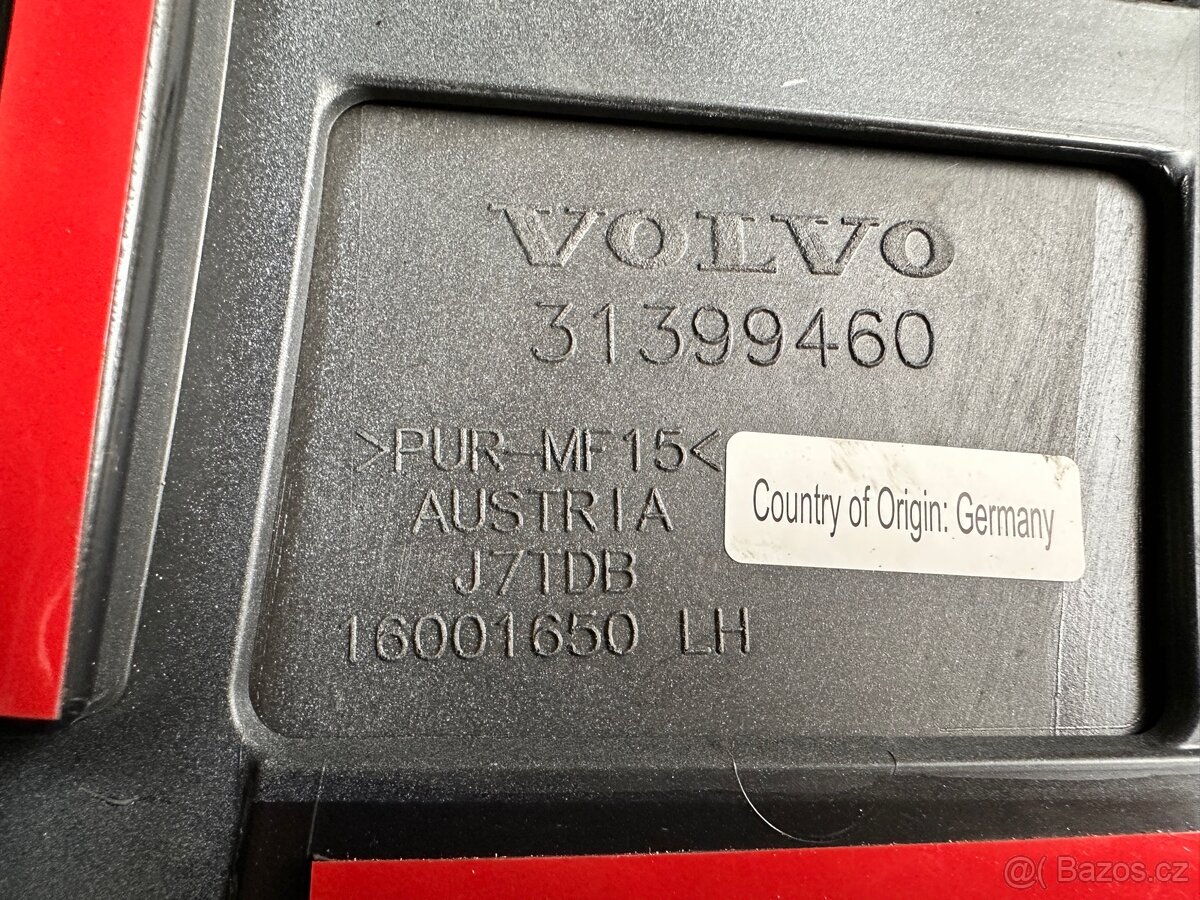 VOLVO
31399460
>PUR-MF15<
Country of Origin: Germany
AUSTRIA
J7TDB
16001650 LH
@( Bazos.cz